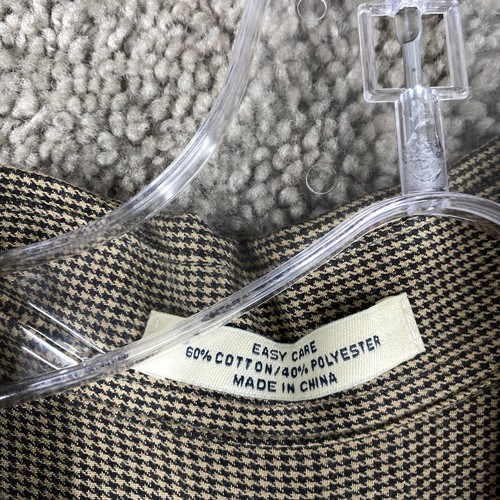 EASY CARE
60% COTTON/40% POLYESTER
MADE IN CHINA